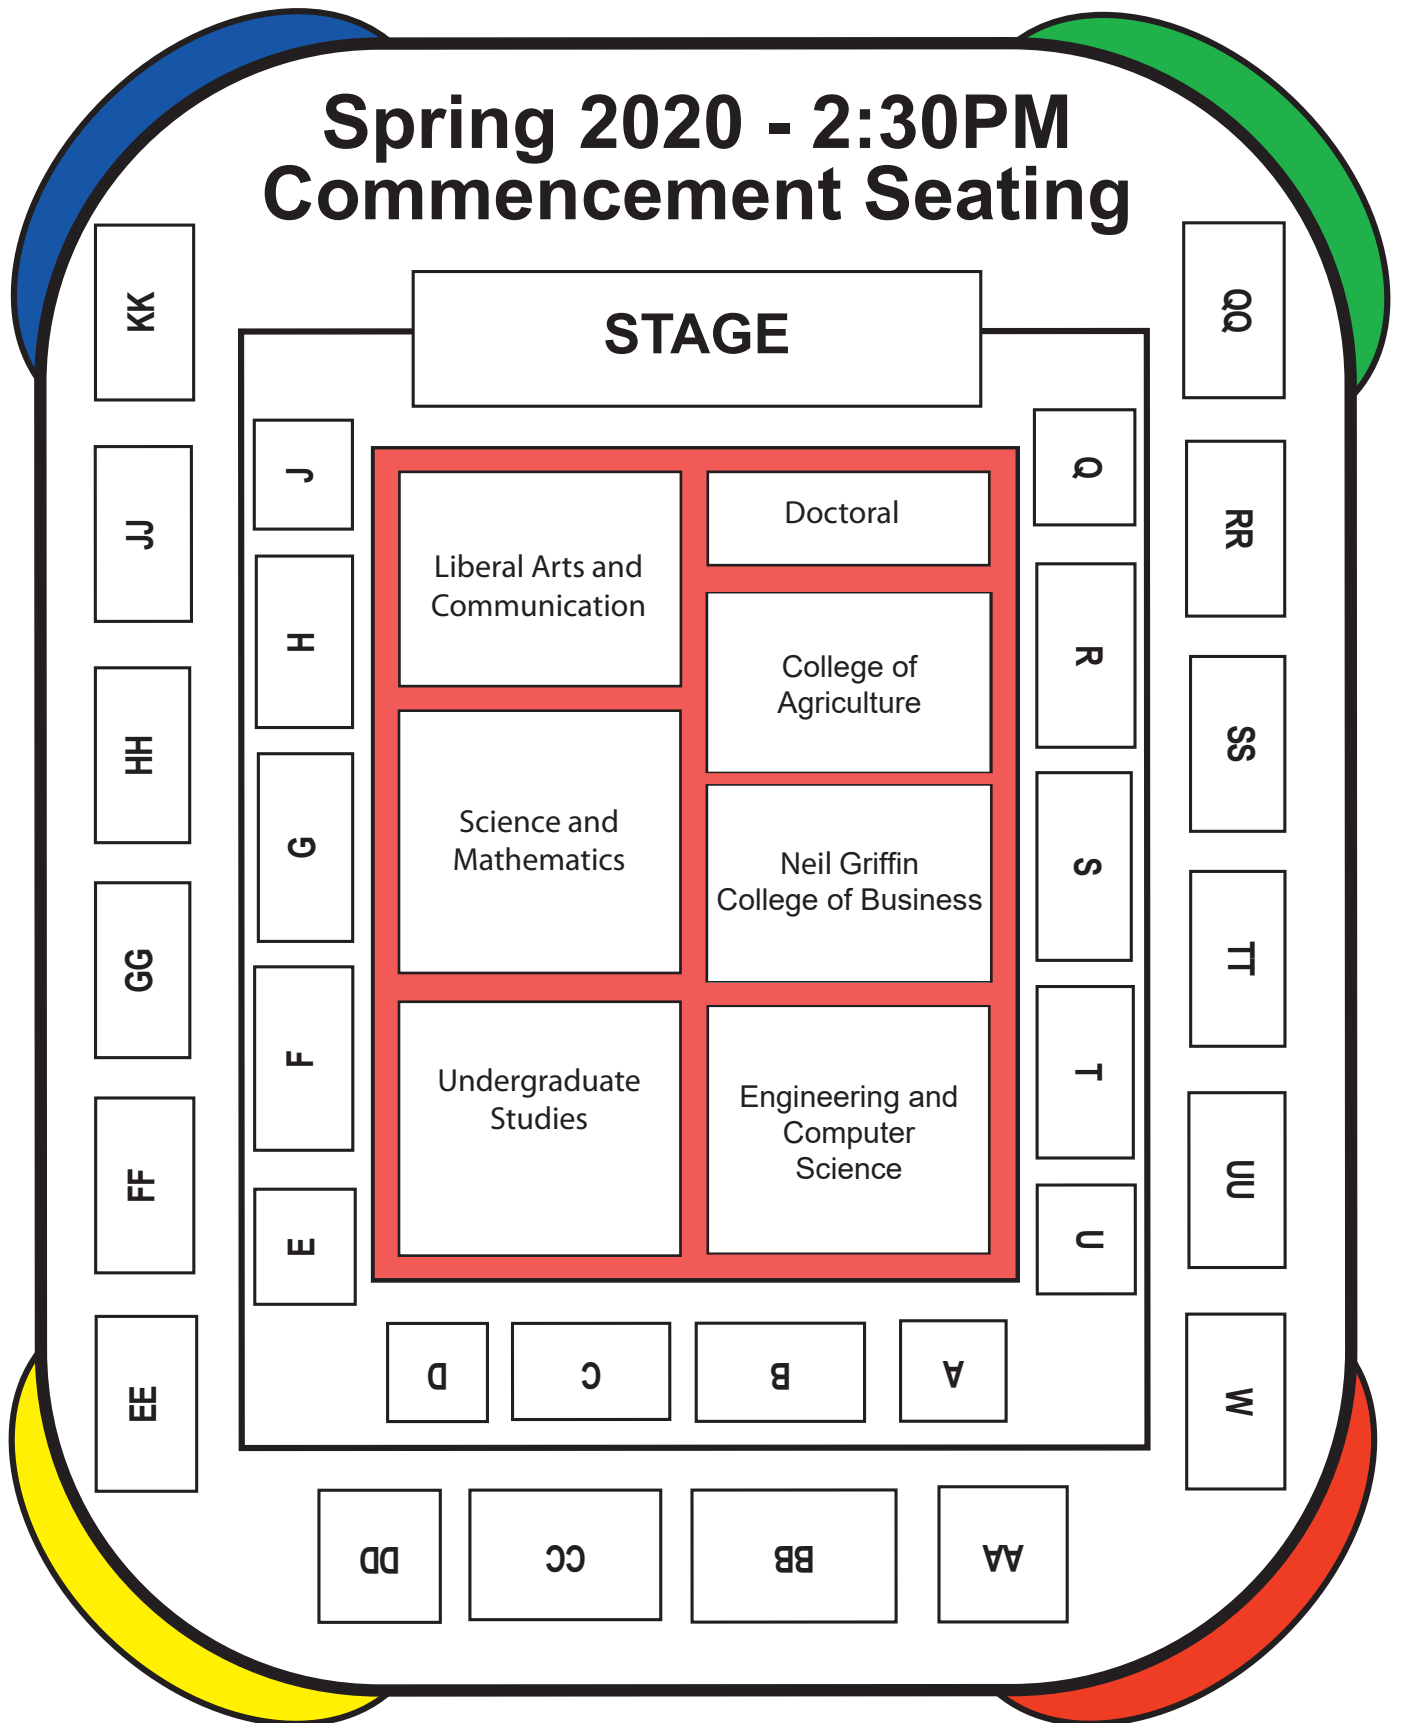 Spring 2020 - 2:30PM
Commencement Seating
STAGE
KK
JJ
HH
GG
FF
EE
J
H
G
F
E
Liberal Arts and
Communication
Science and
Mathematics
Undergraduate
Studies
Doctoral
College of
Agriculture
Neil Griffin
College of Business
Engineering and
Computer
Science
Q
R
S
T
U
QQ
RR
SS
TT
UU
W
D
C
B
A
DD
CC
BB
AA